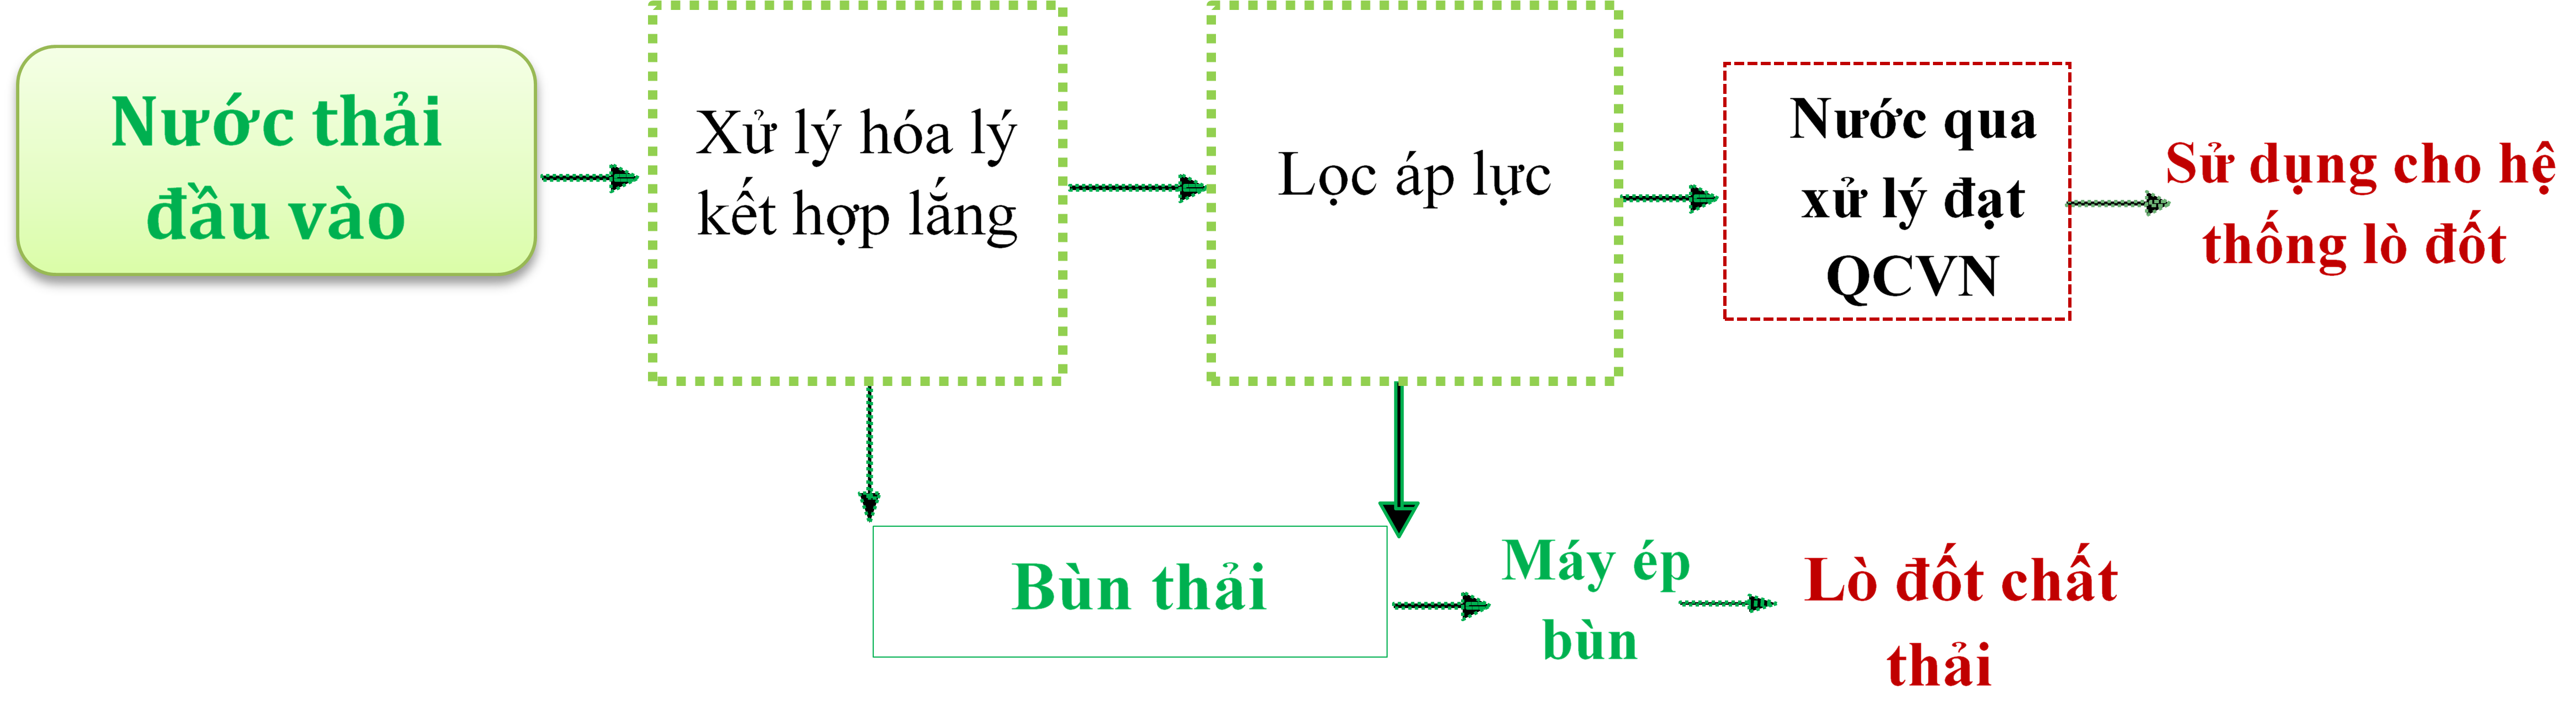 Nước thải
đầu vào
Xử lý hóa lý
kết hợp lắng
Lọc áp lực
Nước qua
xử lý đạt
QCVN
Sử dụng cho hệ
thống lò đốt
Bùn thải
Máy ép
bùn
Lò đốt chất
thải